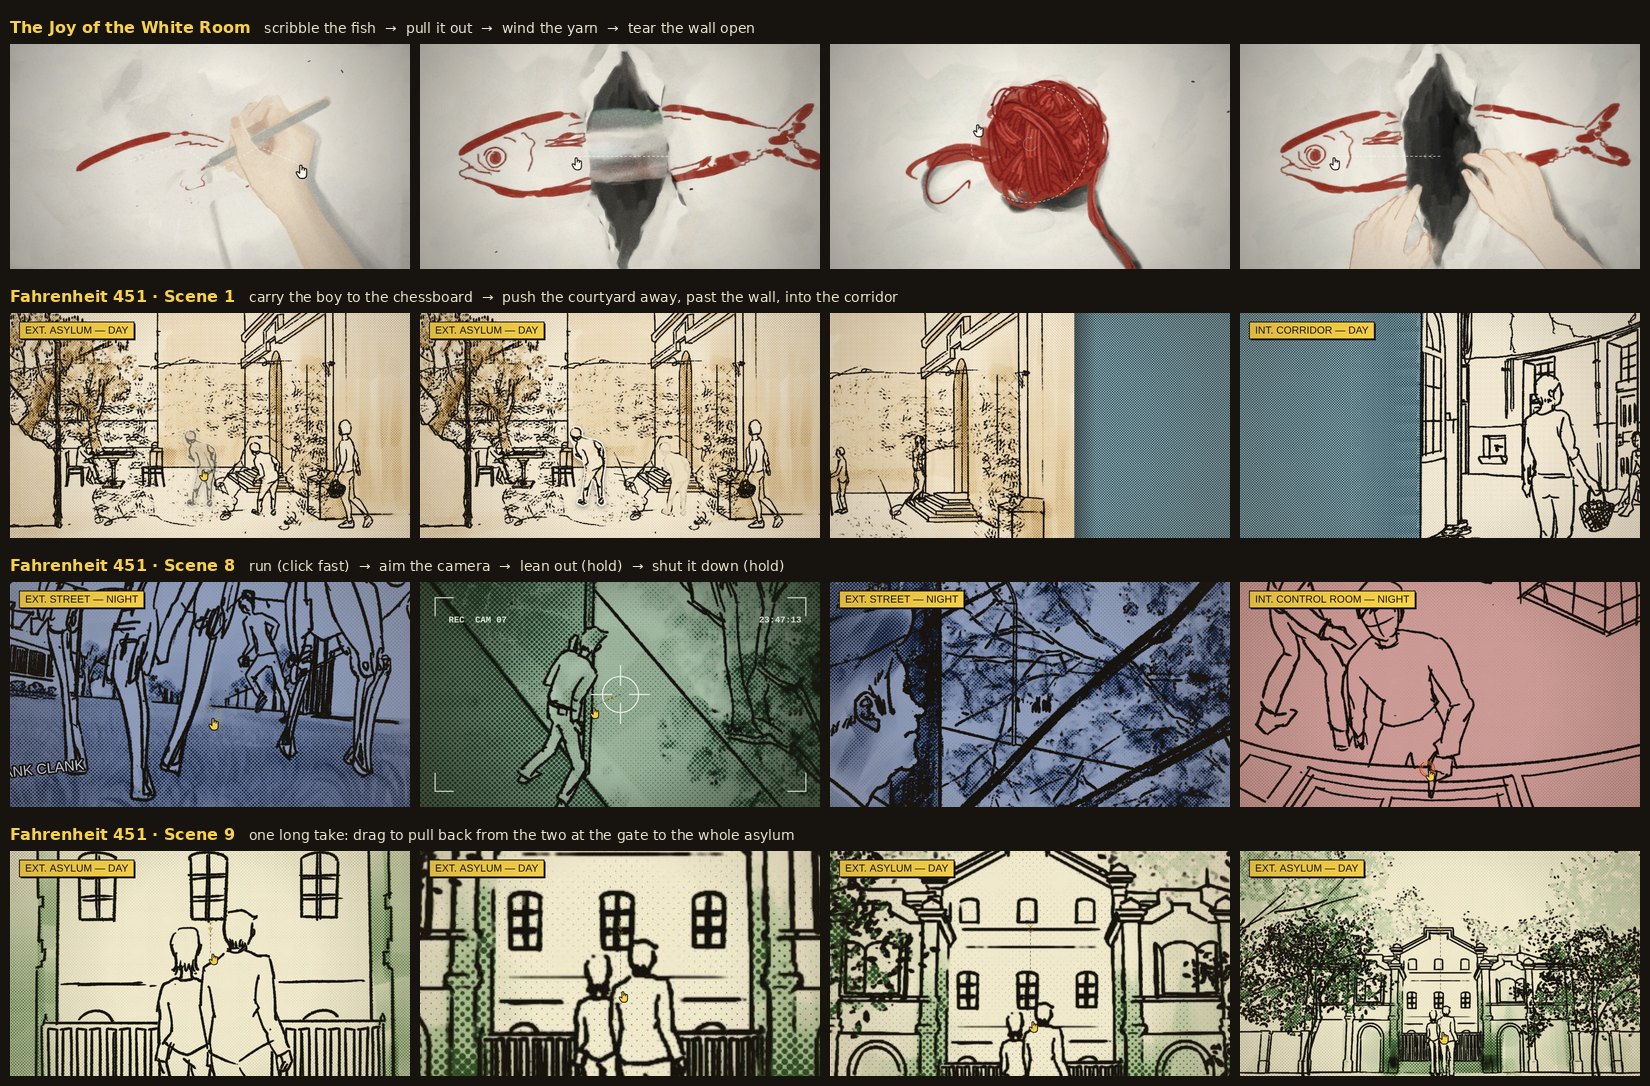 The Joy of the White Room scribble the fish → pull it out → wind the yarn → tear the wall open
Fahrenheit 451 · Scene 1 carry the boy to the chessboard → push the courtyard away, past the wall, into the corridor
EXT. ASYLUM — DAY
EXT. ASYLUM — DAY
INT. CORRIDOR — DAY
Fahrenheit 451 · Scene 8 run (click fast) → aim the camera → lean out (hold) → shut it down (hold)
EXT. STREET — NIGHT
ANK CLANK
REC CAM 07
23:47:13
EXT. STREET — NIGHT
INT. CONTROL ROOM — NIGHT
Fahrenheit 451 · Scene 9 one long take: drag to pull back from the two at the gate to the whole asylum
EXT. ASYLUM — DAY
EXT. ASYLUM — DAY
EXT. ASYLUM — DAY
EXT. ASYLUM — DAY